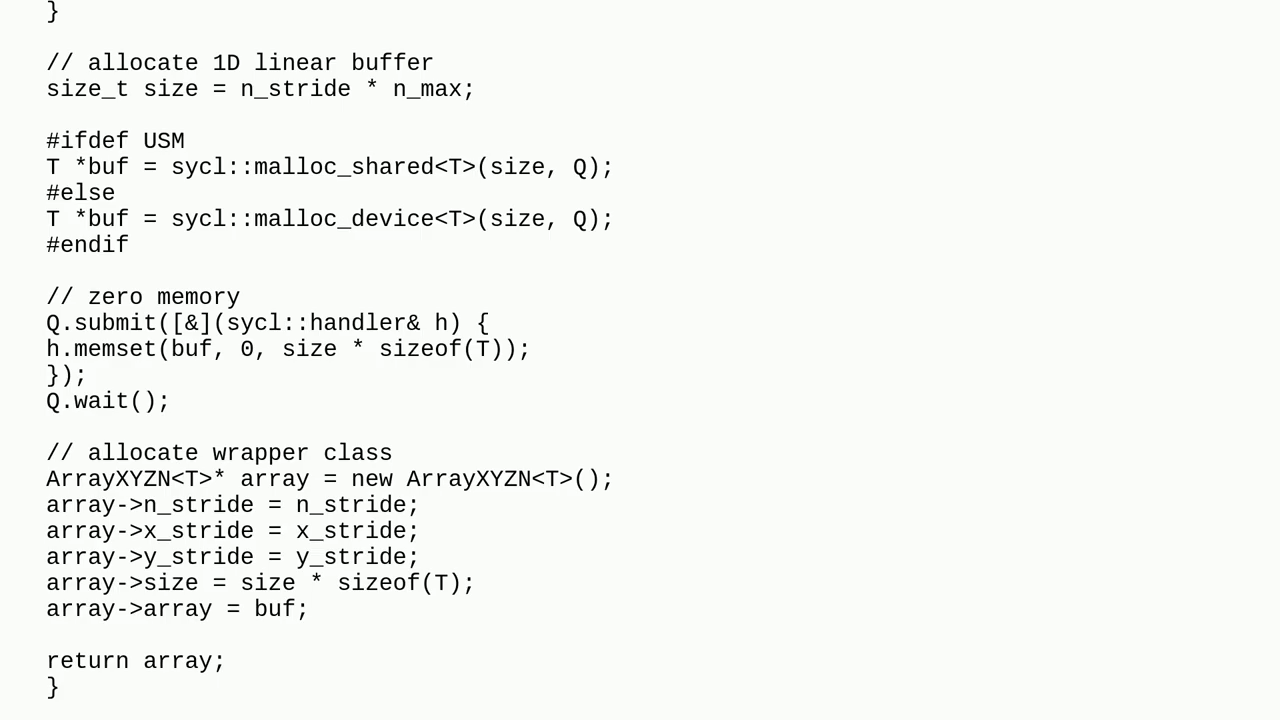 }
// allocate 1D linear buffer
size_t size = n_stride * n_max;
#ifdef USM
T *buf = sycl::malloc_shared<T>(size, Q);
#else
T *buf = sycl::malloc_device<T>(size, Q);
#endif
// zero memory
Q.submit([&](sycl::handler& h) {
h.memset(buf, 0, size * sizeof(T));
});
Q.wait();
// allocate wrapper class
ArrayXYZN<T>* array = new ArrayXYZN<T>();
array->n_stride = n_stride;
array->x_stride = x_stride;
array->y_stride = y_stride;
array->size = size * sizeof(T);
array->array = buf;
return array;
}